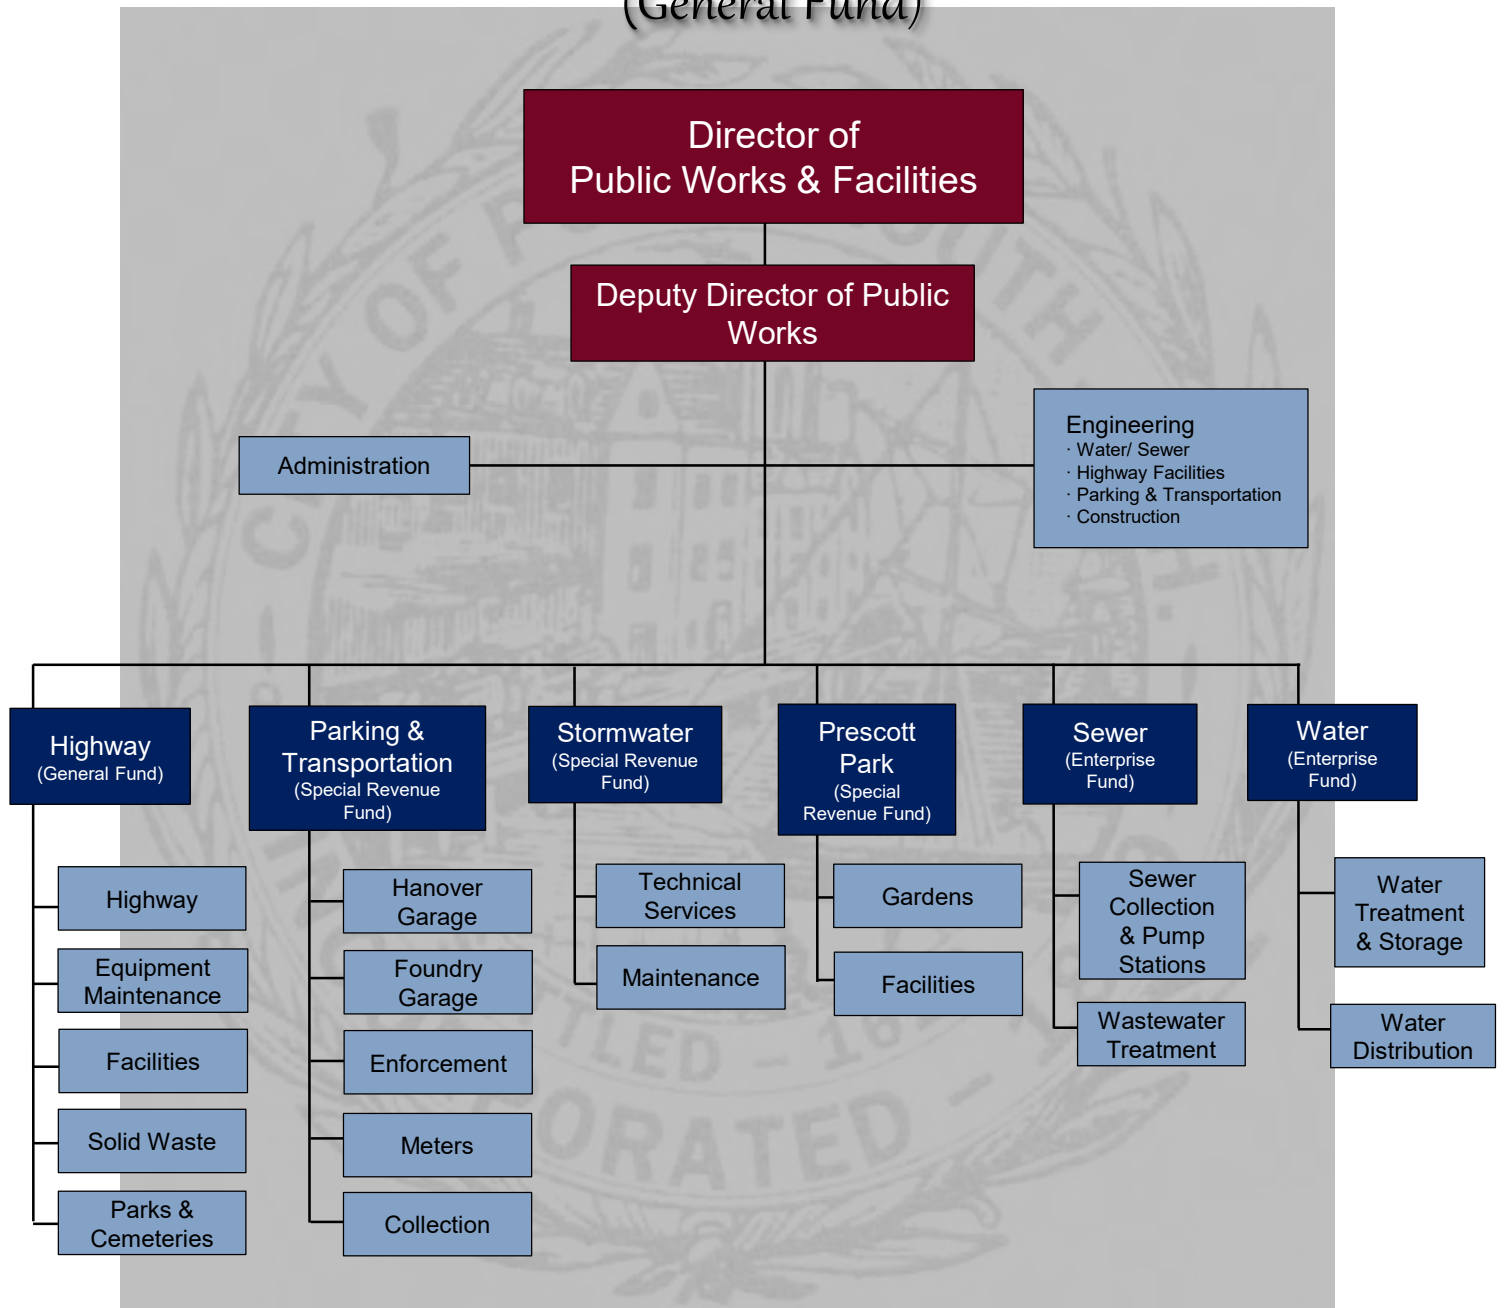 (General Fund)
Director of
Public Works & Facilities
Deputy Director of Public
Works
Administration
Engineering
· Water/ Sewer
· Highway Facilities
· Parking & Transportation
· Construction
Highway
(General Fund)
Parking &
Transportation
(Special Revenue
Fund)
Stormwater
(Special Revenue
Fund)
Prescott
Park
(Special
Revenue Fund)
Sewer
(Enterprise
Fund)
Water
(Enterprise
Fund)
Highway
Equipment
Maintenance
Facilities
Solid Waste
Parks &
Cemeteries
Hanover
Garage
Foundry
Garage
Enforcement
Meters
Collection
Technical
Services
Maintenance
Gardens
Facilities
Sewer
Collection
& Pump
Stations
Wastewater
Treatment
Water
Treatment
& Storage
Water
Distribution
CITY OF